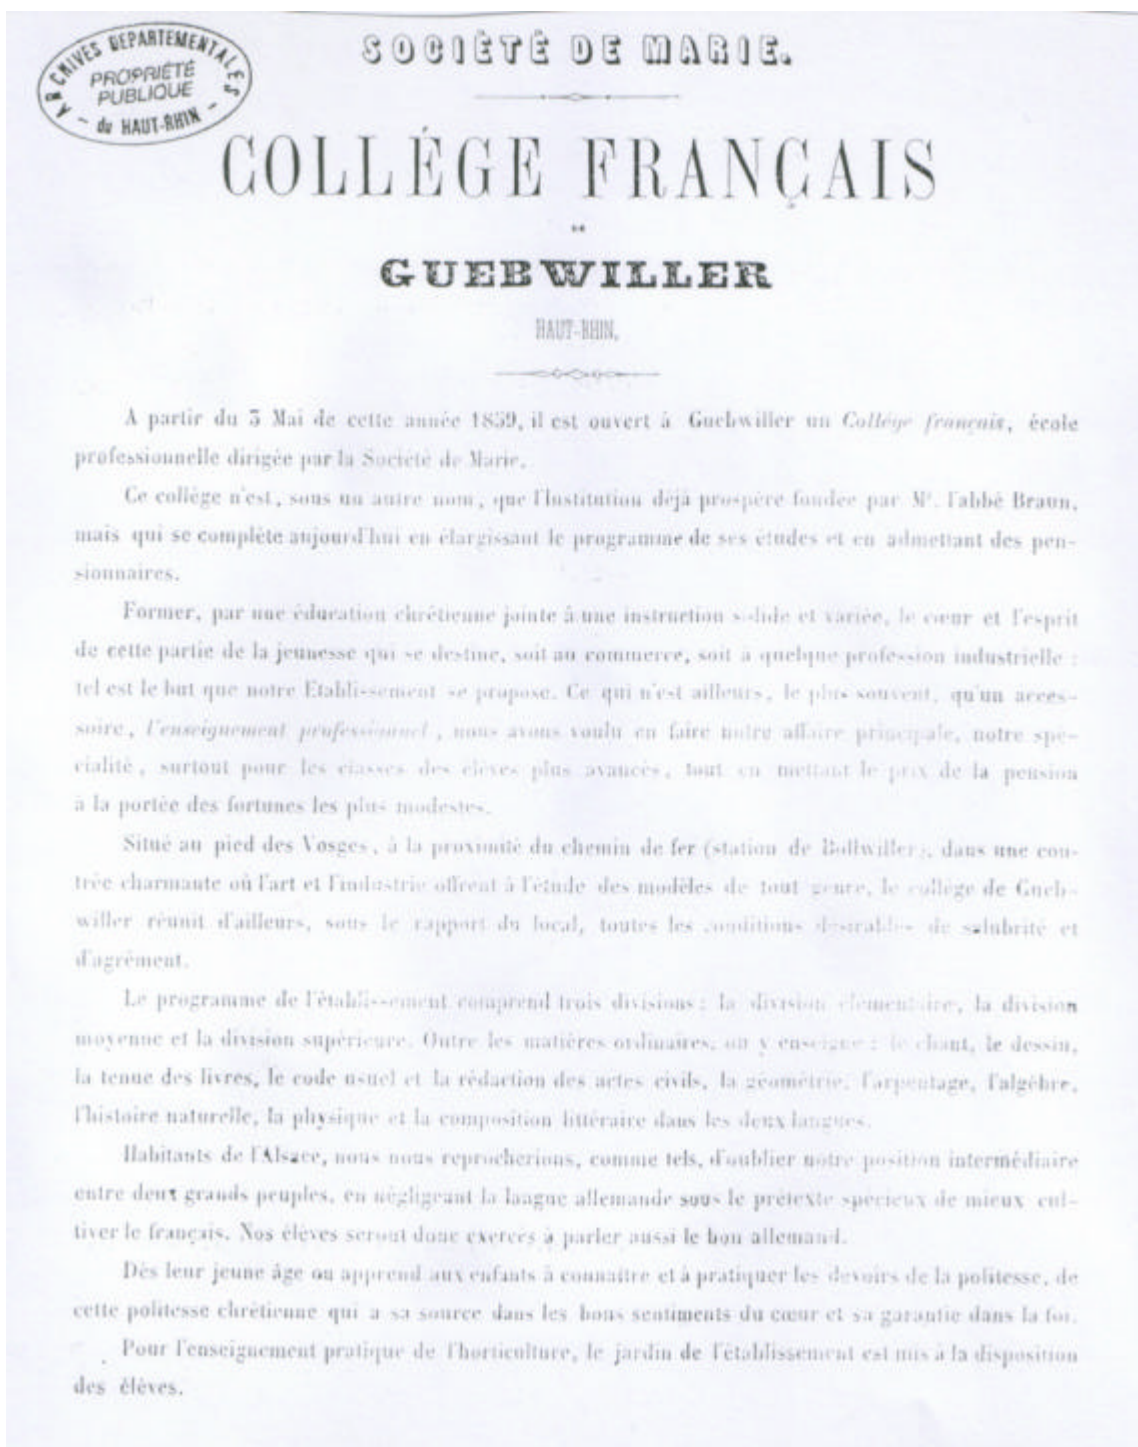 ARCHIVES DEPARTEMENTALES
PROPRIÉTÉ
PUBLIQUE
- du HAUT-RHIN -
SOCIÉTÉ DE MARIE.
COLLÉGE FRANÇAIS
DE
GUEBWILLER
HAUT-RHIN,
A partir du 3 Mai de cette année 1859, il est ouvert à Guebwiller un Collége français, école
professionnelle dirigée par la Société de Marie.
Ce collége n'est, sous un autre nom, que l'Institution déjà prospère fondée par Mr. l'abbé Braun,
mais qui se complète aujourd'hui en élargissant le programme de ses études et en admettant des pen-
sionnaires.
Former, par une éducation chrétienne jointe à une instruction solide et variée, le cœur et l'esprit
de cette partie de la jeunesse qui se destine, soit au commerce, soit à quelque profession industrielle :
tel est le but que notre Etablissement se propose. Ce qui n'est ailleurs, le plus souvent, qu'un acces-
soire, l'enseignement professionnel, nous avons voulu en faire notre affaire principale, notre spé-
cialité, surtout pour les classes des élèves plus avancés, tout en mettant le prix de la pension
à la portée des fortunes les plus modestes.
Situé au pied des Vosges, à la proximité du chemin de fer (station de Bollwiller), dans une con-
trée charmante où l'art et l'industrie offrent à l'étude des modèles de tout genre, le collége de Gueb-
willer réunit d'ailleurs, sous le rapport du local, toutes les conditions désirables de salubrité et
d'agrément.
Le programme de l'établissement comprend trois divisions : la division élémentaire, la division
moyenne et la division supérieure. Outre les matières ordinaires, on y enseigne : le chant, le dessin,
la tenue des livres, le code usuel et la rédaction des actes civils, la géométrie, l'arpentage, l'algèbre,
l'histoire naturelle, la physique et la composition littéraire dans les deux langues.
Habitants de l'Alsace, nous nous reprocherions, comme tels, d'oublier notre position intermédiaire
entre deux grands peuples, en négligeant la langue allemande sous le prétexte spécieux de mieux cul-
tiver le français. Nos élèves seront donc exercés à parler aussi le bon allemand.
Dès leur jeune âge on apprend aux enfants à connaître et à pratiquer les devoirs de la politesse, de
cette politesse chrétienne qui a sa source dans les bons sentiments du cœur et sa garantie dans la foi.
Pour l'enseignement pratique de l'horticulture, le jardin de l'établissement est mis à la disposition
des élèves.